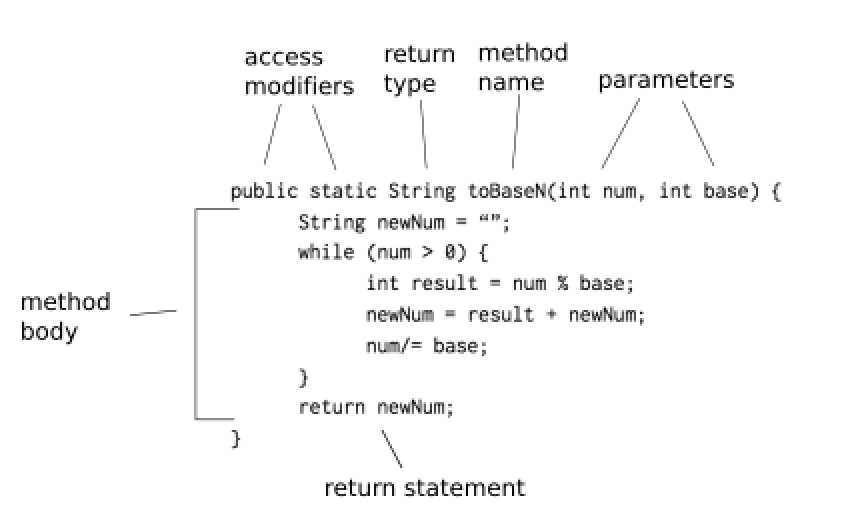 access
modifiers
return
type
method
name
parameters
public static String toBaseN(int num, int base) {
String newNum = “”;
while (num > 0) {
int result = num % base;
newNum = result + newNum;
num/= base;
}
return newNum;
}
method
body
return statement